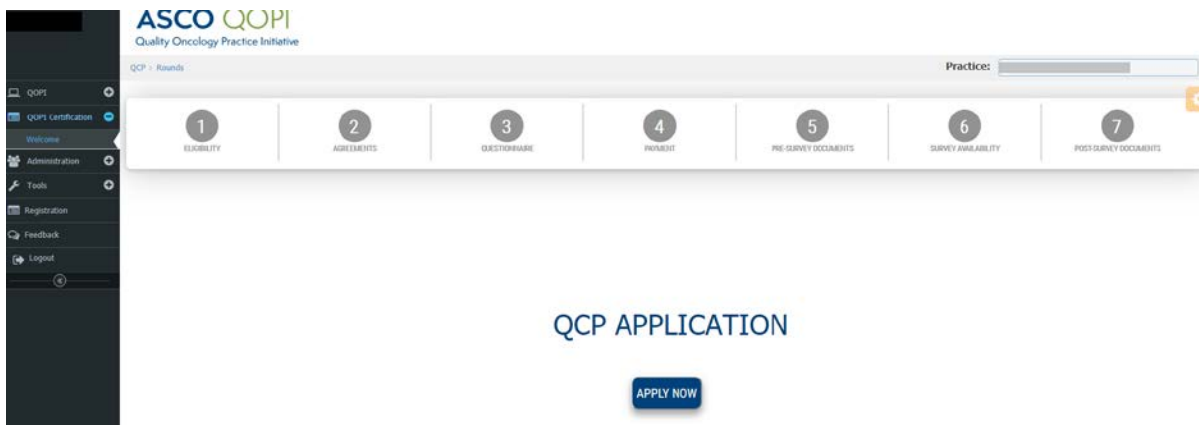 ASCO QOPI
Quality Oncology Practice Initiative
QCP > Rounds
Practice:
QOPI
QOPI Certification
Welcome
Administration
Tools
Registration
Feedback
Logout
1
ELIGIBILITY
2
AGREEMENTS
3
QUESTIONNAIRE
4
PAYMENT
5
PRE-SURVEY DOCUMENTS
6
SURVEY AVAILABILITY
7
POST-SURVEY DOCUMENTS
QCP APPLICATION
APPLY NOW